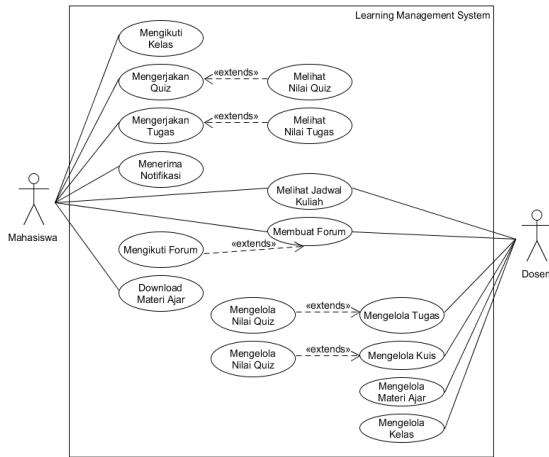 Learning Management System
Mengikuti
Kelas
Mengerjakan
Quiz
«extends»
Melihat
Nilai Quiz
Mengerjakan
Tugas
«extends»
Melihat
Nilai Tugas
Menerima
Notifikasi
Melihat Jadwal
Kuliah
Mahasiswa
Membuat Forum
Mengikuti Forum
«extends»
Dosen
Download
Materi Ajar
Mengelola
Nilai Quiz
«extends»
Mengelola Tugas
Mengelola
Nilai Quiz
«extends»
Mengelola Kuis
Mengelola
Materi Ajar
Mengelola
Kelas